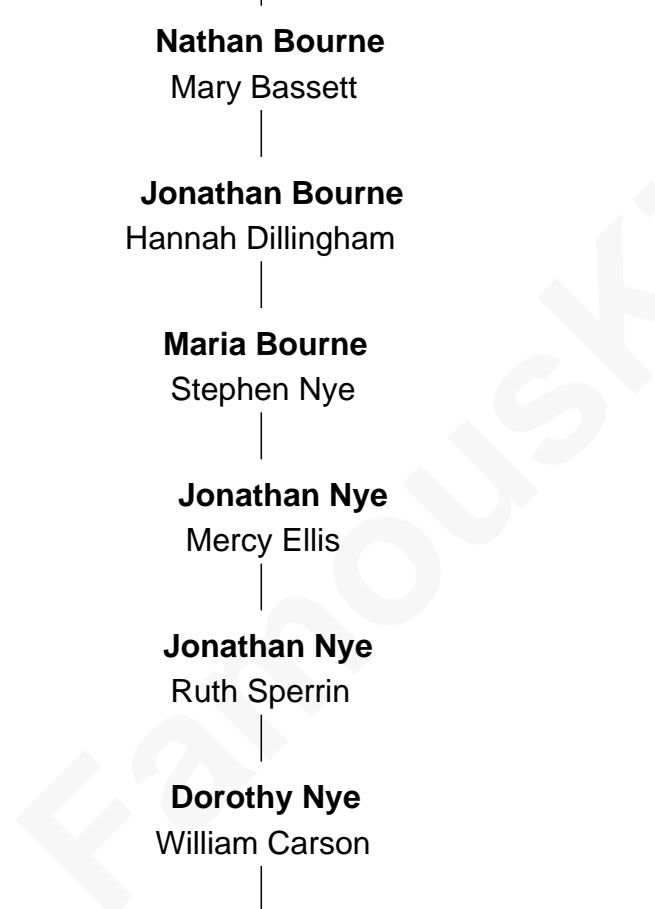 Nathan Bourne
Mary Bassett
Jonathan Bourne
Hannah Dillingham
Maria Bourne
Stephen Nye
Jonathan Nye
Mercy Ellis
Jonathan Nye
Ruth Sperrin
Dorothy Nye
William Carson